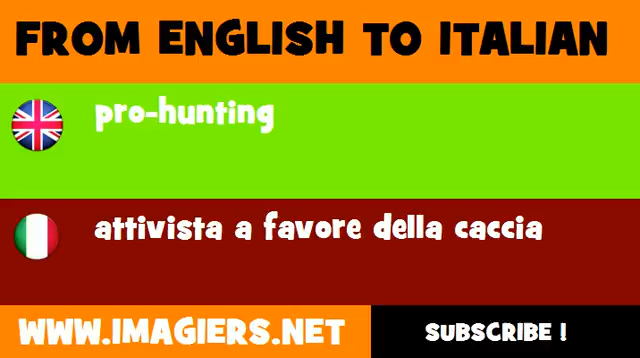 FROM ENGLISH TO ITALIAN
pro-hunting
attivista a favore della caccia
WWW.IMAGIERS.NET
SUBSCRIBE !